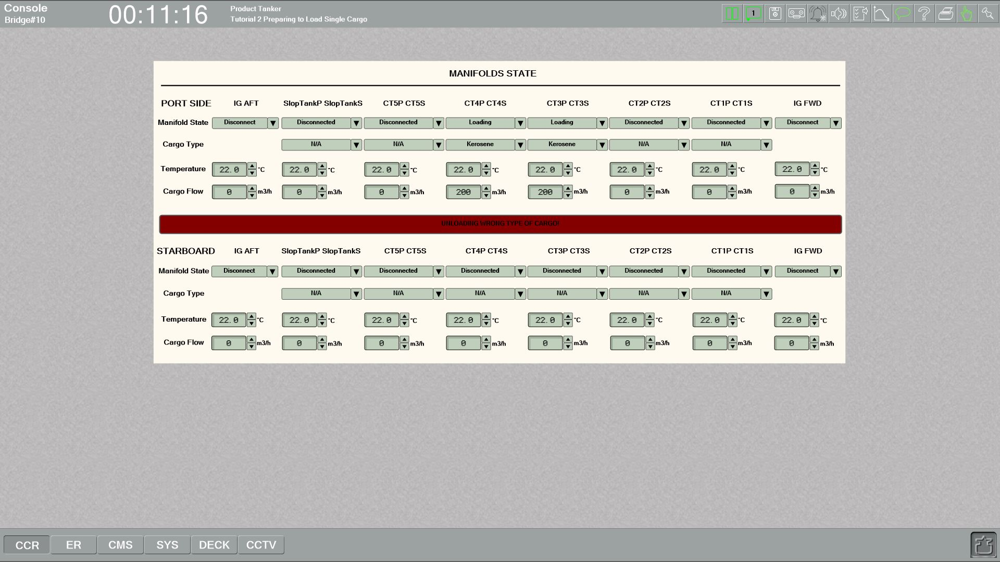 Console
Bridge#10
00:11:16
Product Tanker
Tutorial 2 Preparing to Load Single Cargo
1
MANIFOLDS STATE
PORT SIDE IG AFT SlopTankP SlopTankS CT5P CT5S CT4P CT4S CT3P CT3S CT2P CT2S CT1P CT1S IG FWD
Manifold State Disconnect Disconnected Disconnected Loading Loading Disconnected Disconnected Disconnect
Cargo Type N/A N/A Kerosene Kerosene N/A N/A
Temperature 22.0 °C 22.0 °C 22.0 °C 22.0 °C 22.0 °C 22.0 °C 22.0 °C 22.0 °C
Cargo Flow 0 m3/h 0 m3/h 0 m3/h 200 m3/h 200 m3/h 0 m3/h 0 m3/h 0 m3/h
UNLOADING WRONG TYPE OF CARGO!
STARBOARD IG AFT SlopTankP SlopTankS CT5P CT5S CT4P CT4S CT3P CT3S CT2P CT2S CT1P CT1S IG FWD
Manifold State Disconnect Disconnected Disconnected Disconnected Disconnected Disconnected Disconnected Disconnect
Cargo Type N/A N/A N/A N/A N/A N/A
Temperature 22.0 °C 22.0 °C 22.0 °C 22.0 °C 22.0 °C 22.0 °C 22.0 °C 22.0 °C
Cargo Flow 0 m3/h 0 m3/h 0 m3/h 0 m3/h 0 m3/h 0 m3/h 0 m3/h 0 m3/h
CCR ER CMS SYS DECK CCTV